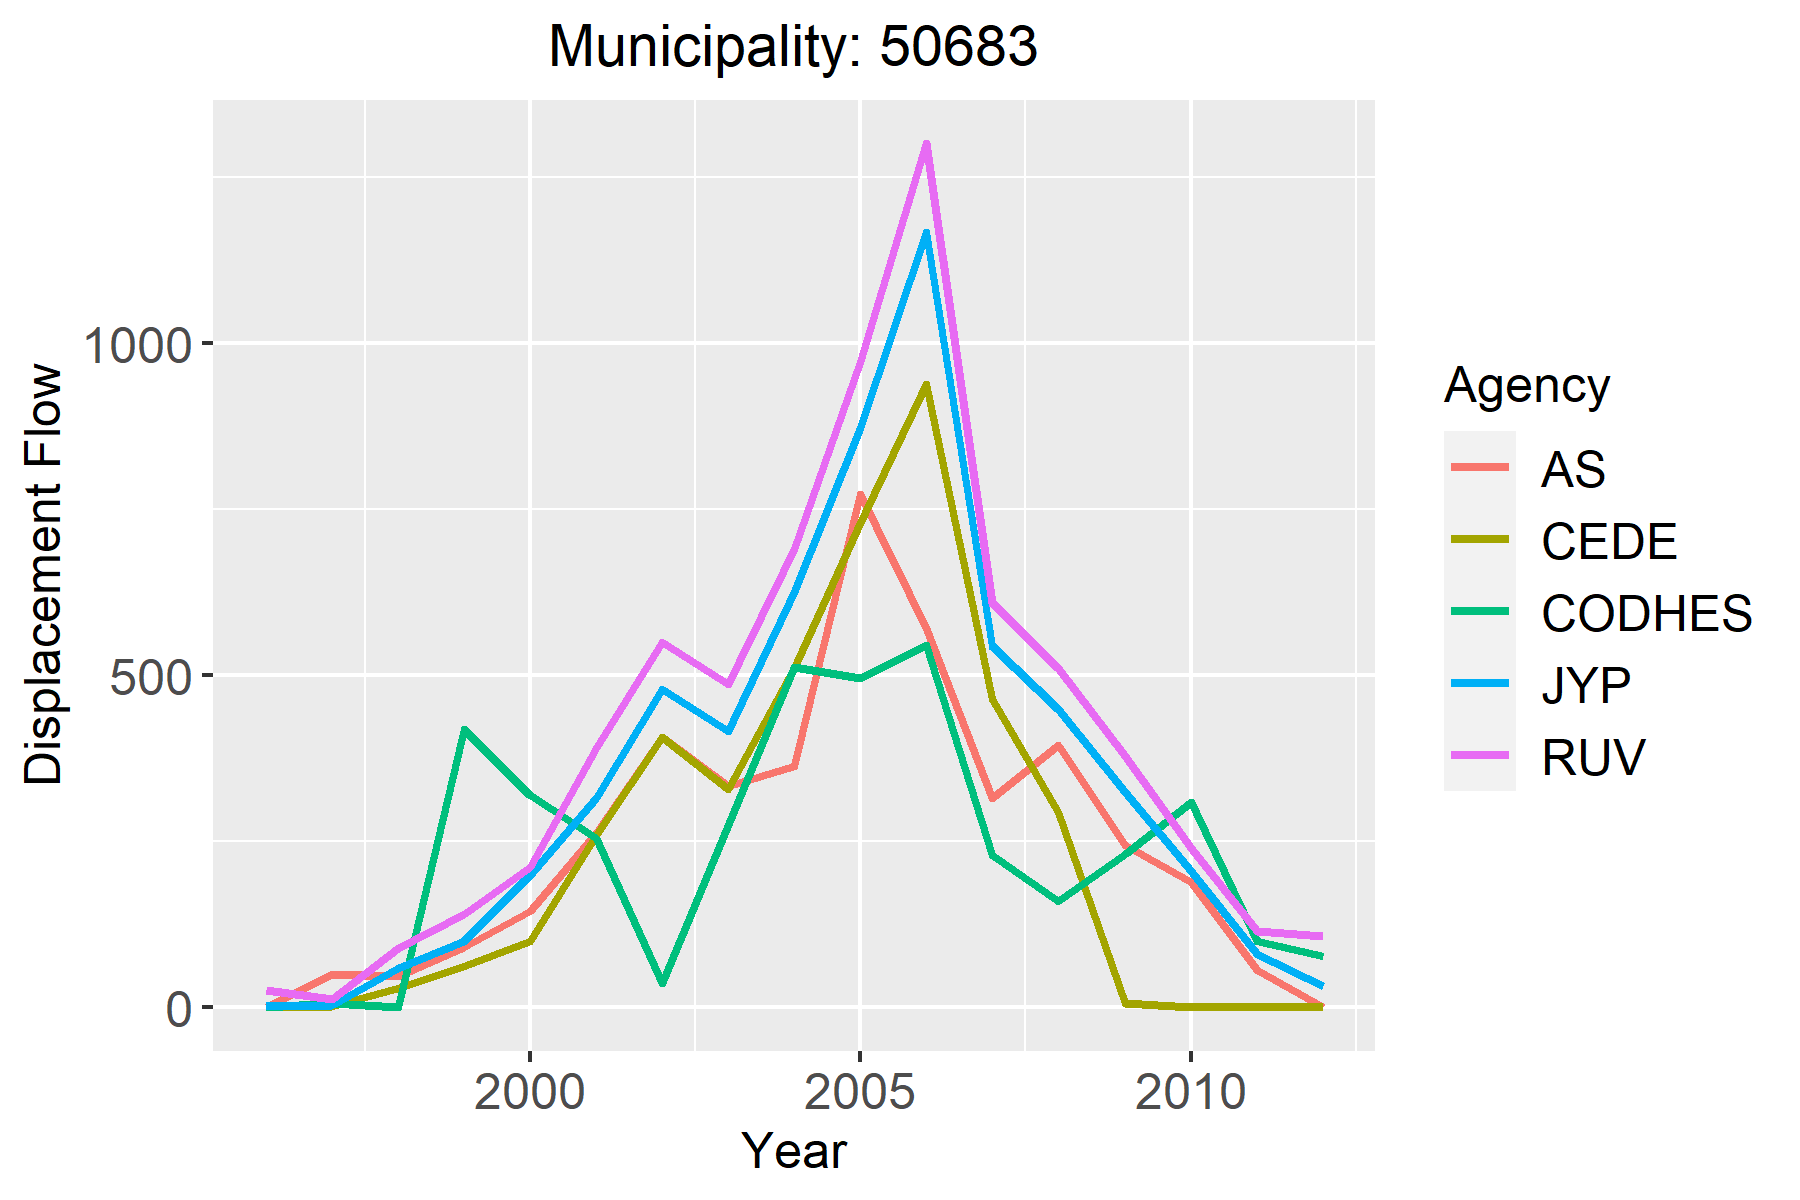 Municipality: 50683
Displacement Flow
1000
500
0
2000 2005 2010
Year
Agency
AS
CEDE
CODHES
JYP
RUV